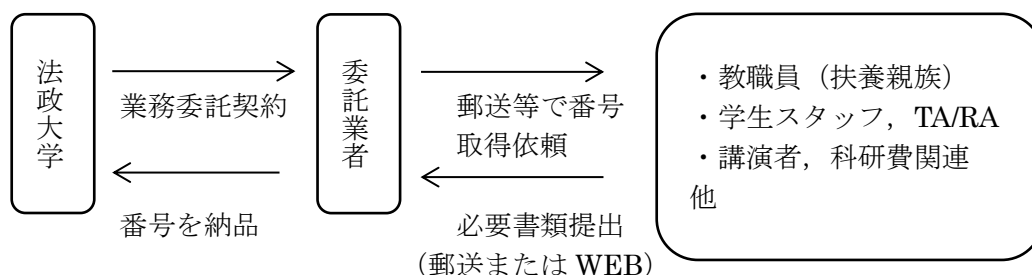 法政大学
業務委託契約
番号を納品
委託業者
郵送等で番号
取得依頼
必要書類提出
(郵送または WEB)
・教職員（扶養親族）
・学生スタッフ，TA/RA
・講演者，科研費関連
他